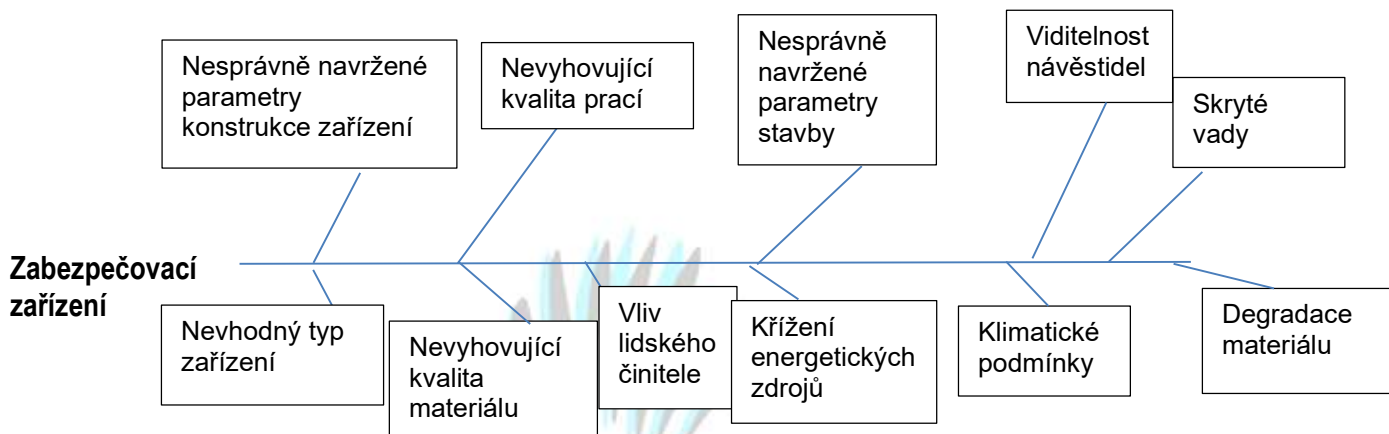 Nesprávně navržené
parametry
konstrukce zařízení
Nevyhovující
kvalita prací
Nesprávně
navržené
parametry
stavby
Viditelnost
návěstidel
Skryté
vady
Zabezpečovací
zařízení
Nevhodný typ
zařízení
Nevyhovující
kvalita
materiálu
Vliv
lidského
činitele
Křížení
energetických
zdrojů
Klimatické
podmínky
Degradace
materiálu